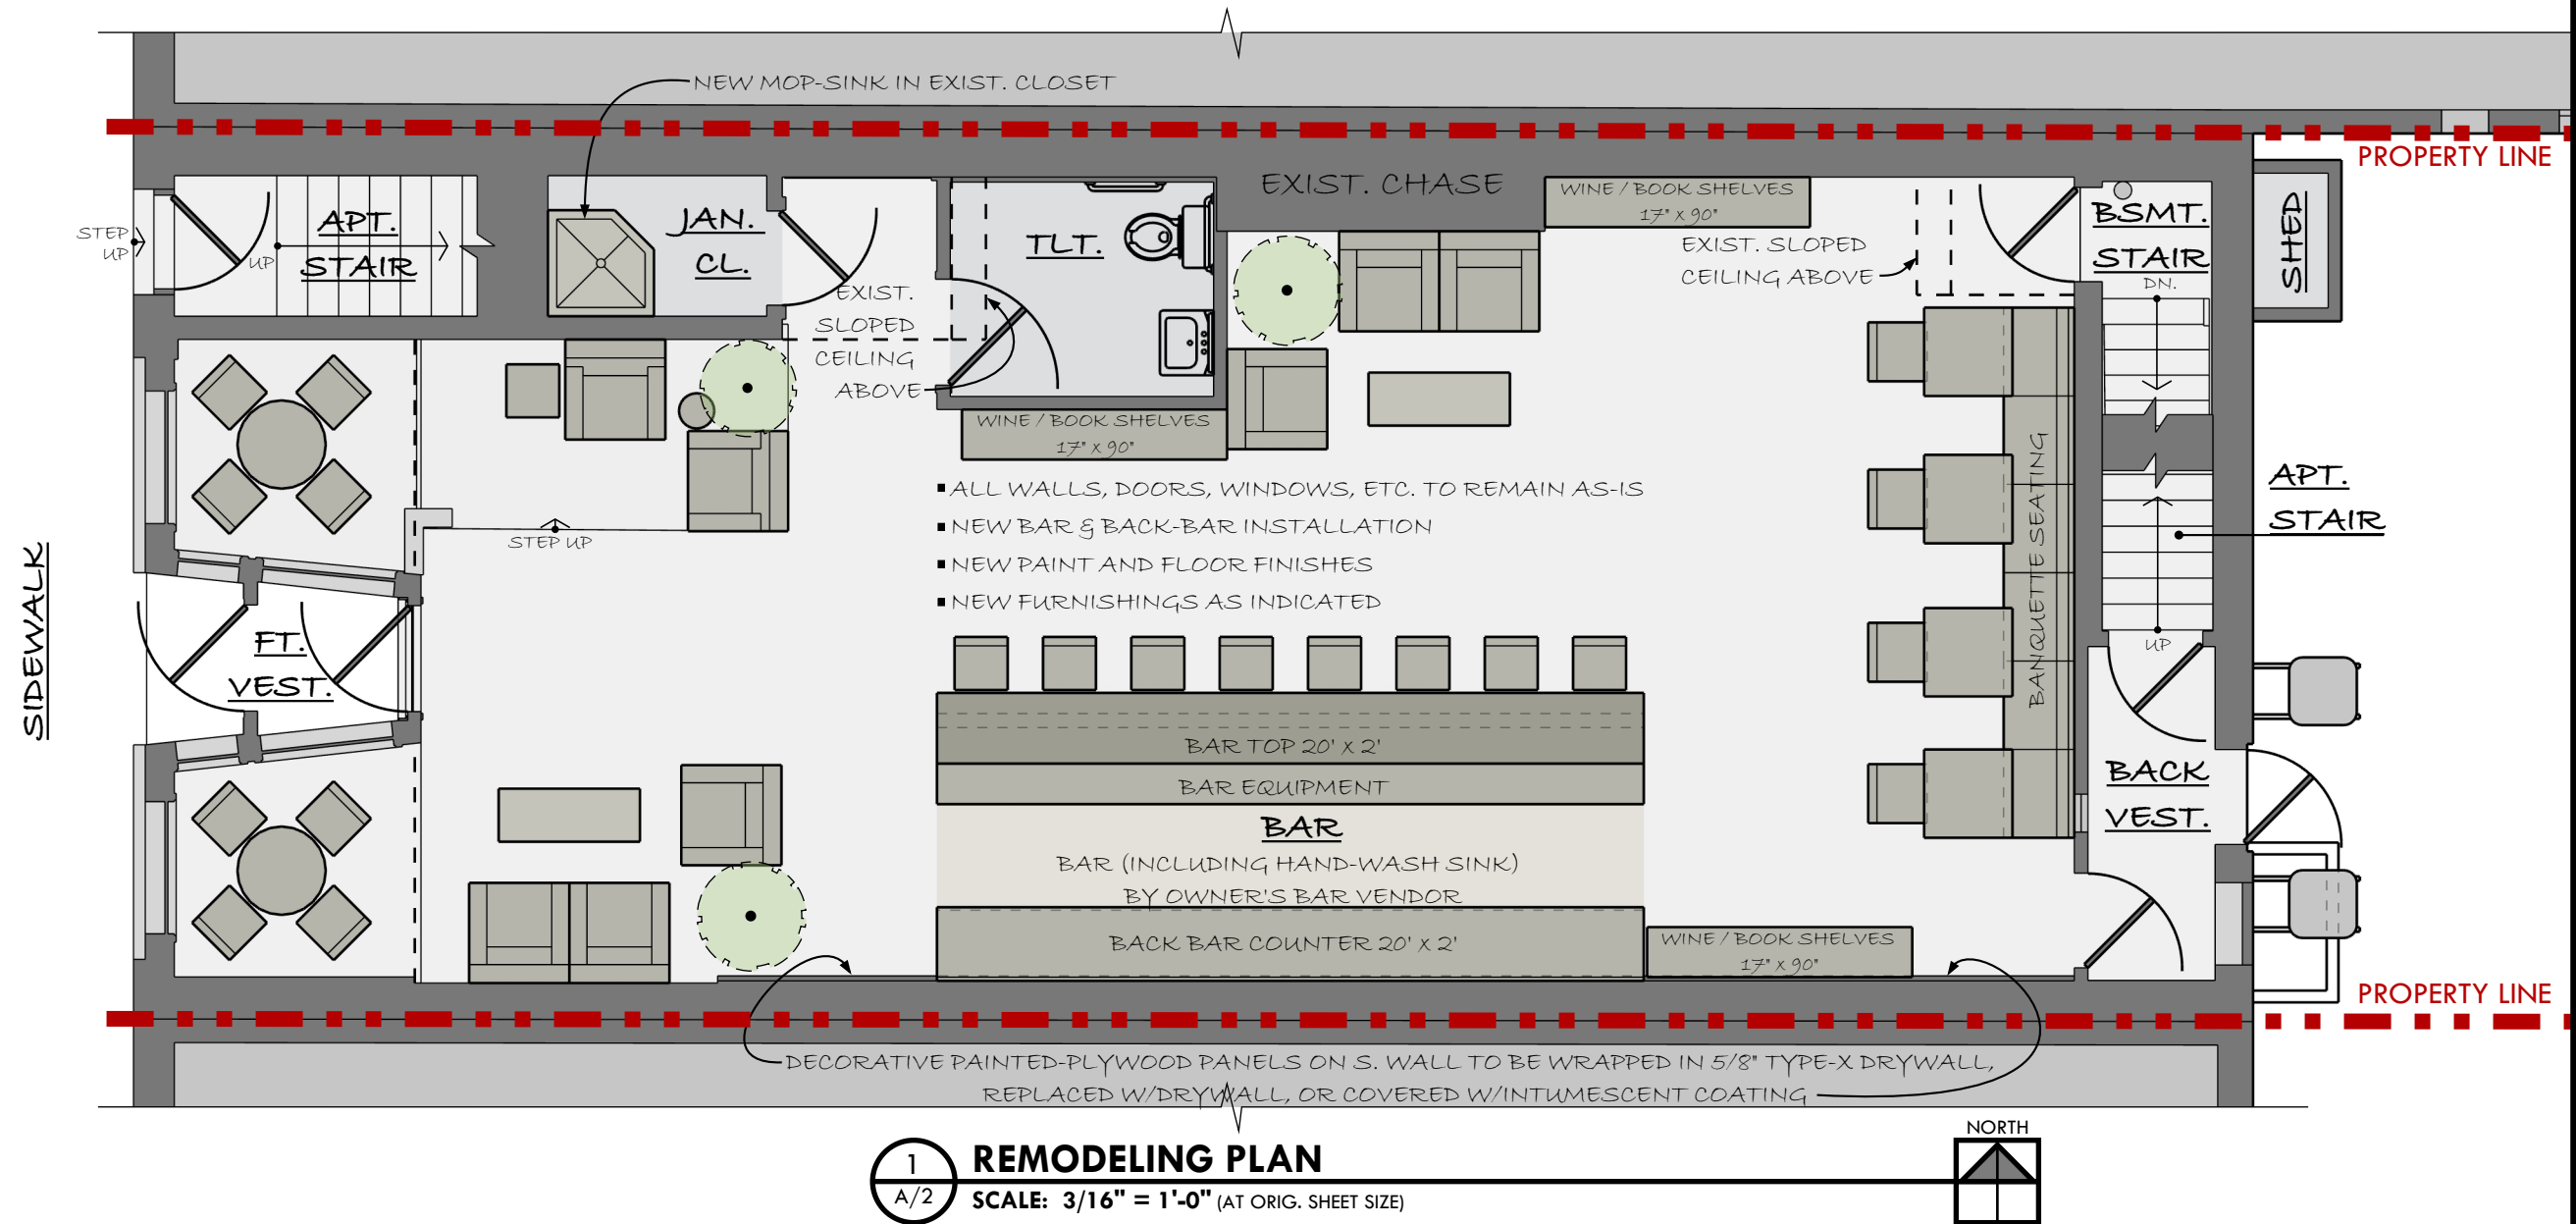 NEW MOP-SINK IN EXIST. CLOSET
PROPERTY LINE
STEP
UP
UP
APT.
STAIR
JAN.
CL.
TLT.
EXIST. CHASE
WINE / BOOK SHELVES
17" X 90"
EXIST. SLOPED
CEILING ABOVE
BSMT.
STAIR
DN.
SHED
EXIST.
SLOPED
CEILING
ABOVE
WINE / BOOK SHELVES
17" X 90"
▪ ALL WALLS, DOORS, WINDOWS, ETC. TO REMAIN AS-IS
▪ NEW BAR & BACK-BAR INSTALLATION
▪ NEW PAINT AND FLOOR FINISHES
▪ NEW FURNISHINGS AS INDICATED
STEP UP
BANQUETTE SEATING
APT.
STAIR
UP
SIDEWALK
FT.
VEST.
BAR TOP 20' X 2'
BAR EQUIPMENT
BAR
BAR (INCLUDING HAND-WASH SINK)
BY OWNER'S BAR VENDOR
BACK BAR COUNTER 20' X 2'
WINE / BOOK SHELVES
17" X 90"
BACK
VEST.
PROPERTY LINE
DECORATIVE PAINTED-PLYWOOD PANELS ON S. WALL TO BE WRAPPED IN 5/8" TYPE-X DRYWALL,
REPLACED W/DRYWALL, OR COVERED W/INTUMESCENT COATING
1
A/2
REMODELING PLAN
SCALE: 3/16" = 1'-0" (AT ORIG. SHEET SIZE)
NORTH